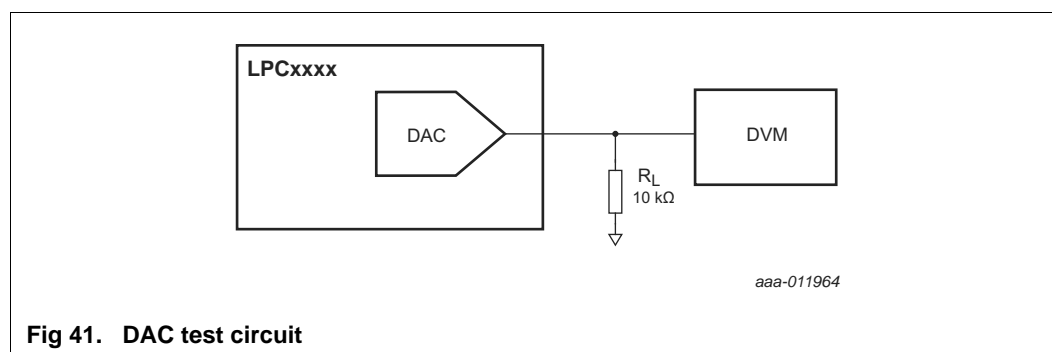 LPCxxxx
DAC
DVM
RL
10 kΩ
aaa-011964
Fig 41. DAC test circuit